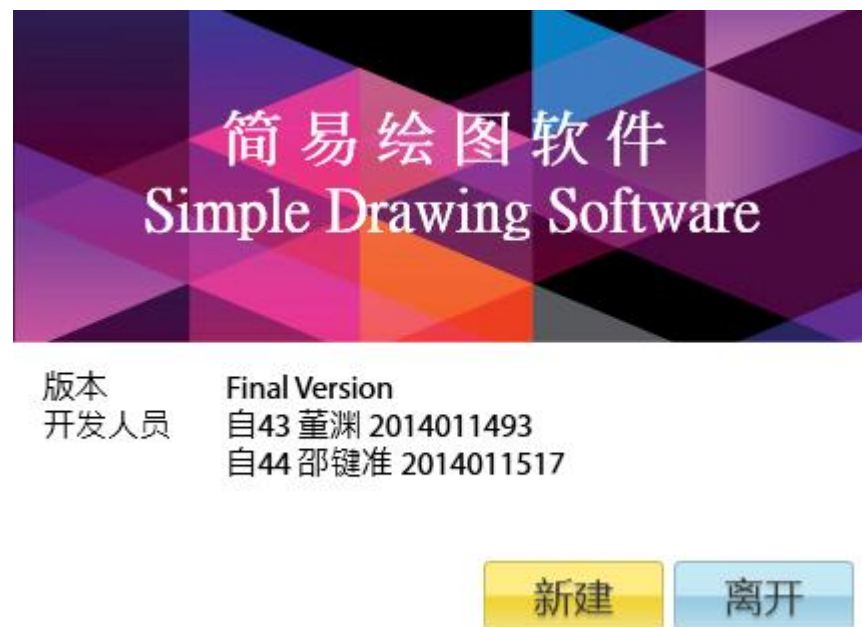 简易绘图软件
Simple Drawing Software
版本 Final Version
开发人员 自43 董渊 2014011493
自44 邵键准 2014011517
新建 离开